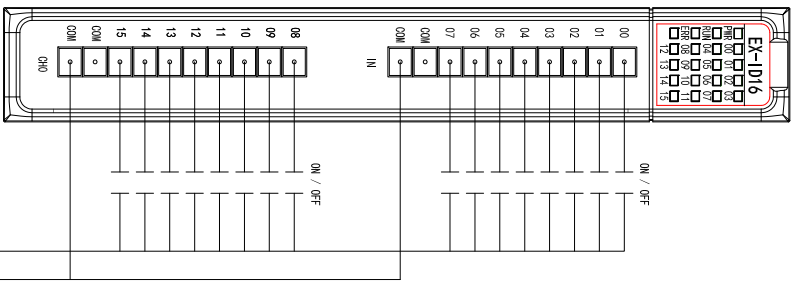 COM
COM
15
14
13
12
11
10
09
08
CHO
COM
COM
07
06
05
04
03
02
01
00
IN
EX-ID16
PWR 00 01 02 03
RUN 04 05 06 07
ERR 08 09 10 11
12 13 14 15
ON / OFF
ON / OFF